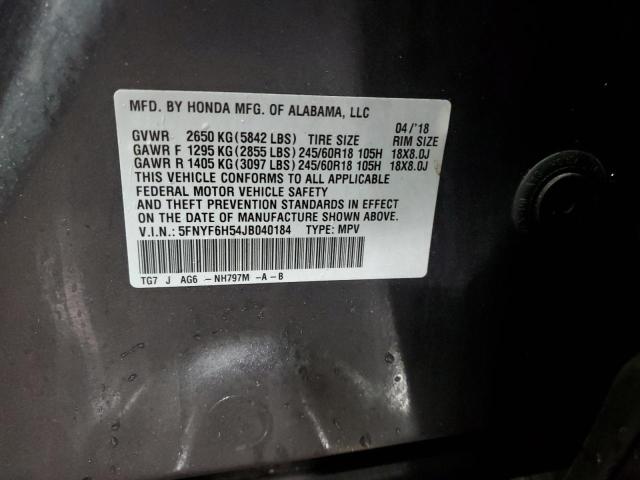 MFD. BY HONDA MFG. OF ALABAMA, LLC
04/'18
GVWR 2650 KG(5842 LBS) TIRE SIZE RIM SIZE
GAWR F 1295 KG(2855 LBS) 245/60R18 105H 18X8.0J
GAWR R 1405 KG(3097 LBS) 245/60R18 105H 18X8.0J
THIS VEHICLE CONFORMS TO ALL APPLICABLE
FEDERAL MOTOR VEHICLE SAFETY
AND THEFT PREVENTION STANDARDS IN EFFECT
ON THE DATE OF MANUFACTURE SHOWN ABOVE.
V.I.N.: 5FNYF6H54JB040184 TYPE: MPV
TG7 J AG6 -NH797M -A-B